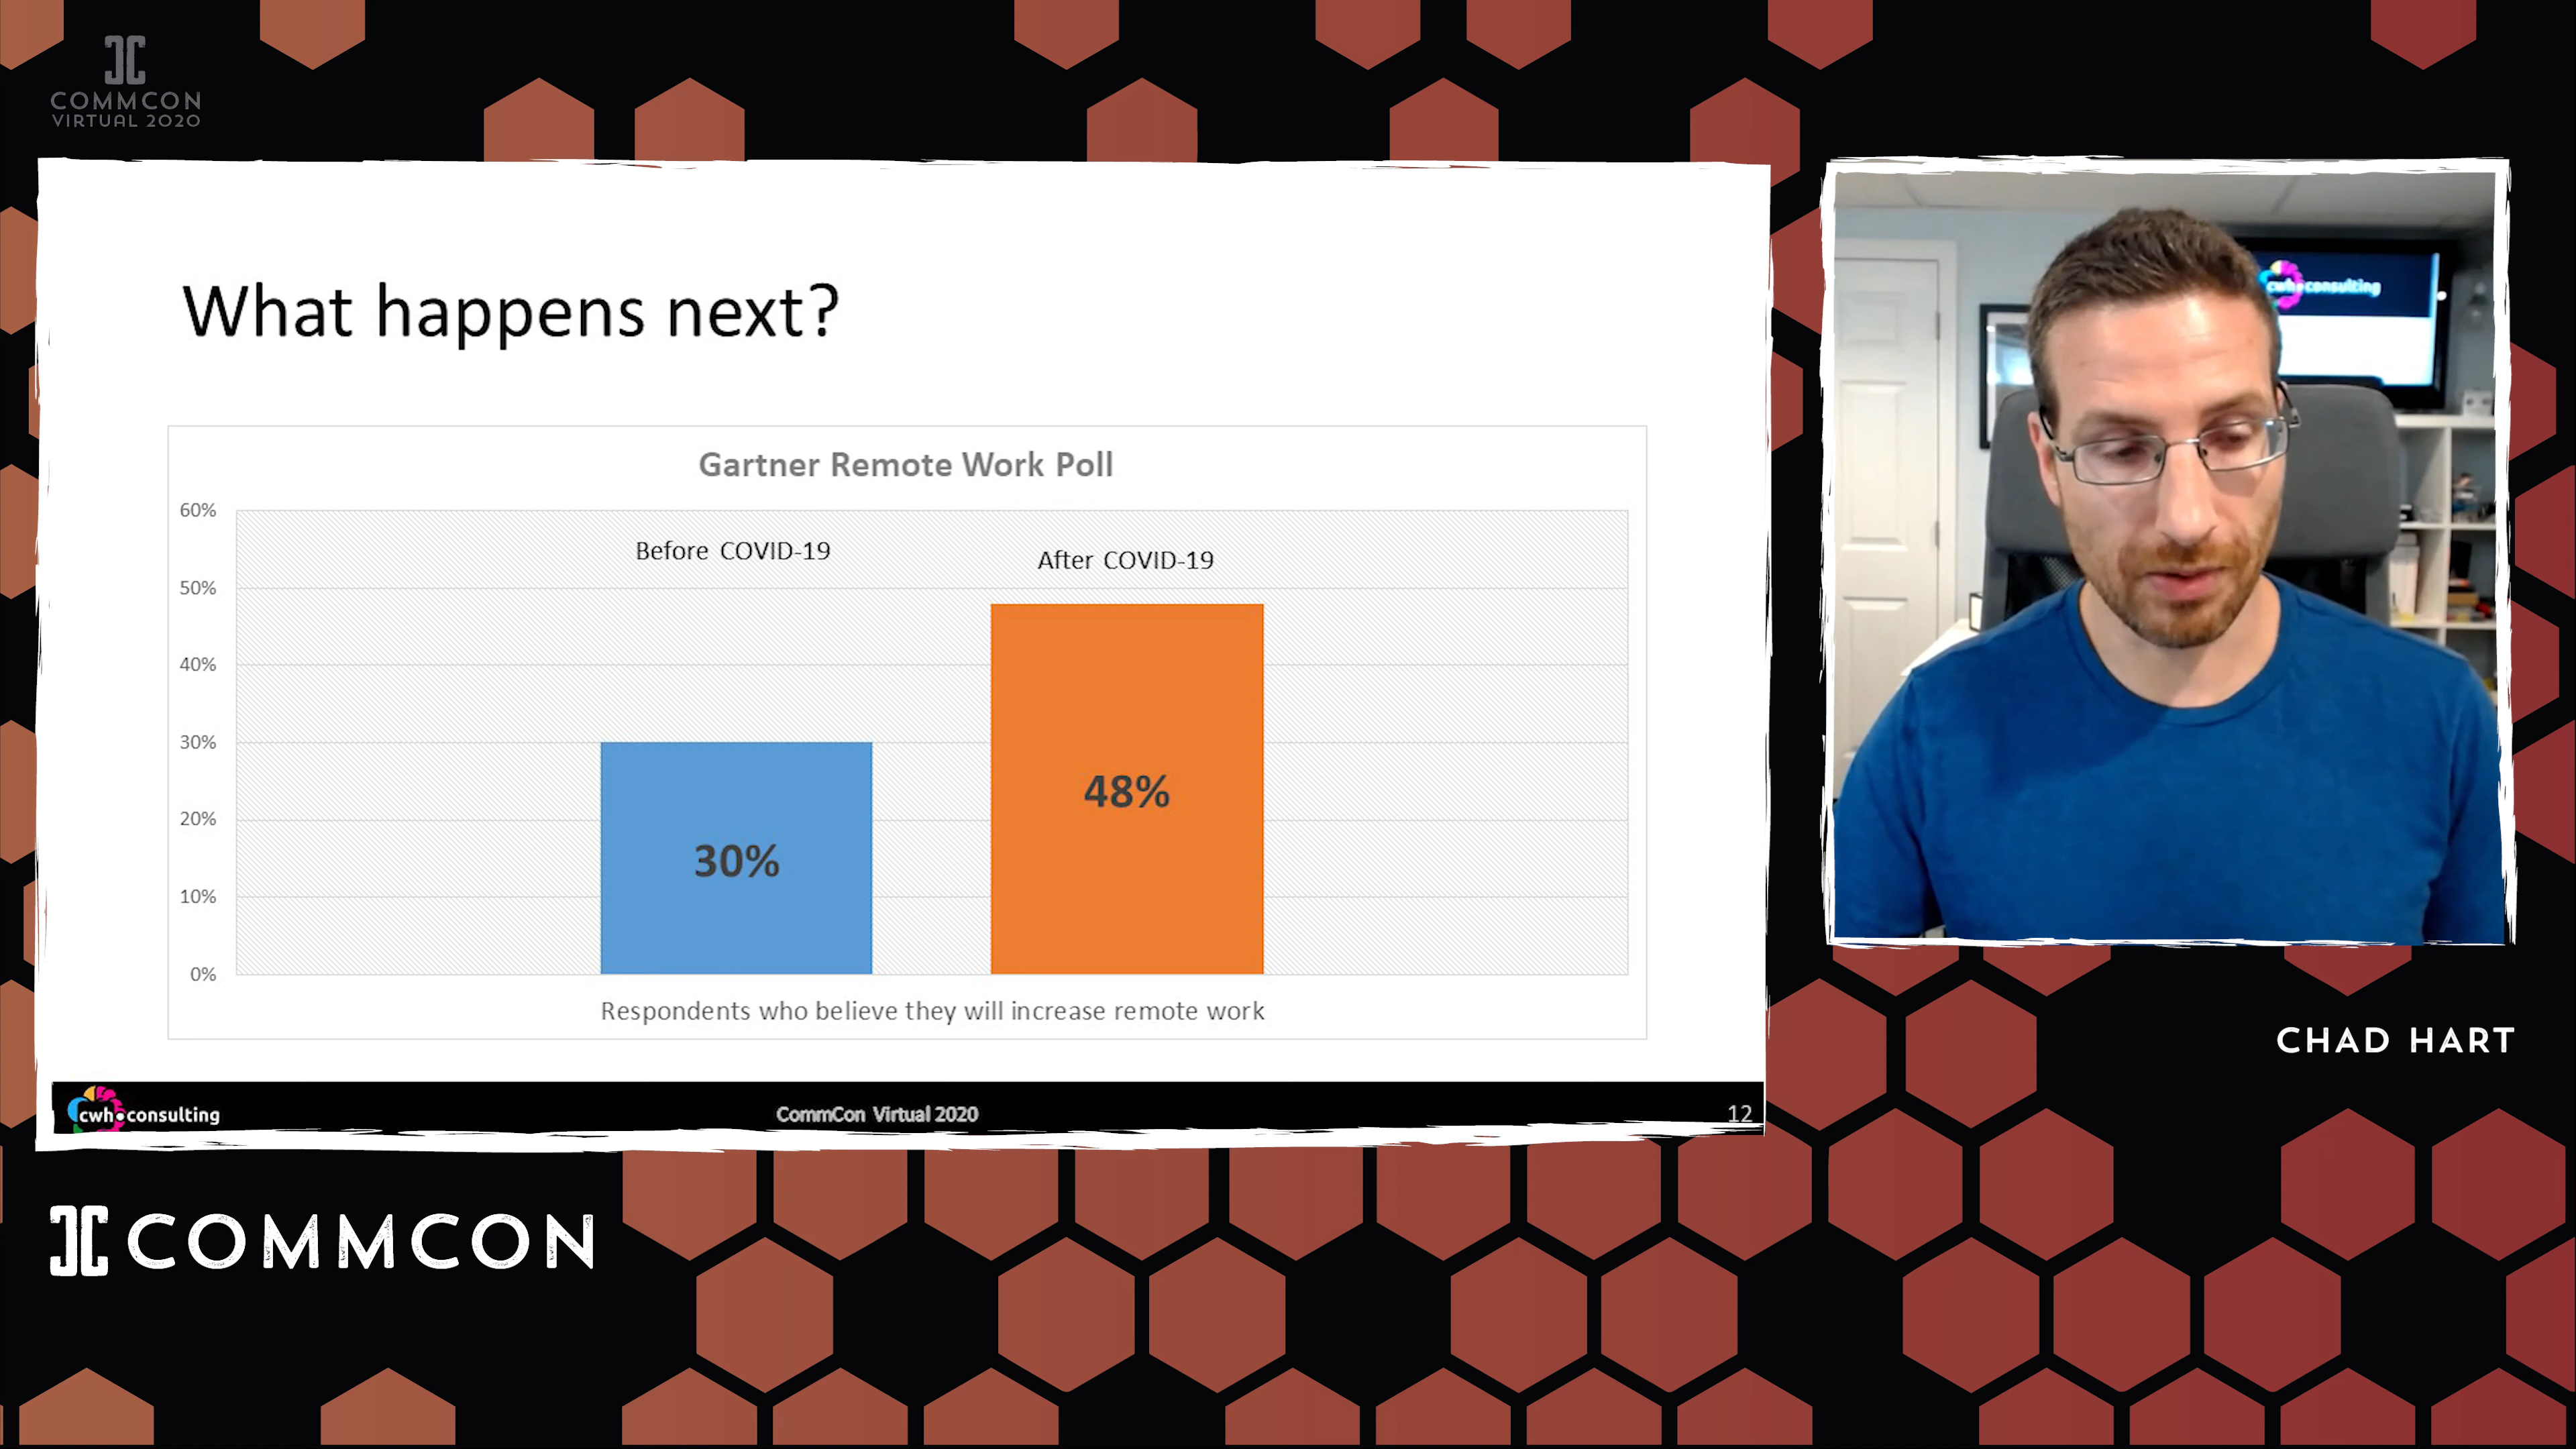 COMMCON
VIRTUAL 2020
What happens next?
Gartner Remote Work Poll
60%
50%
40%
30%
20%
10%
0%
Before COVID-19
After COVID-19
30%
48%
Respondents who believe they will increase remote work
cwh consulting
CommCon Virtual 2020
12
cwh consulting
CHAD HART
COMMCON